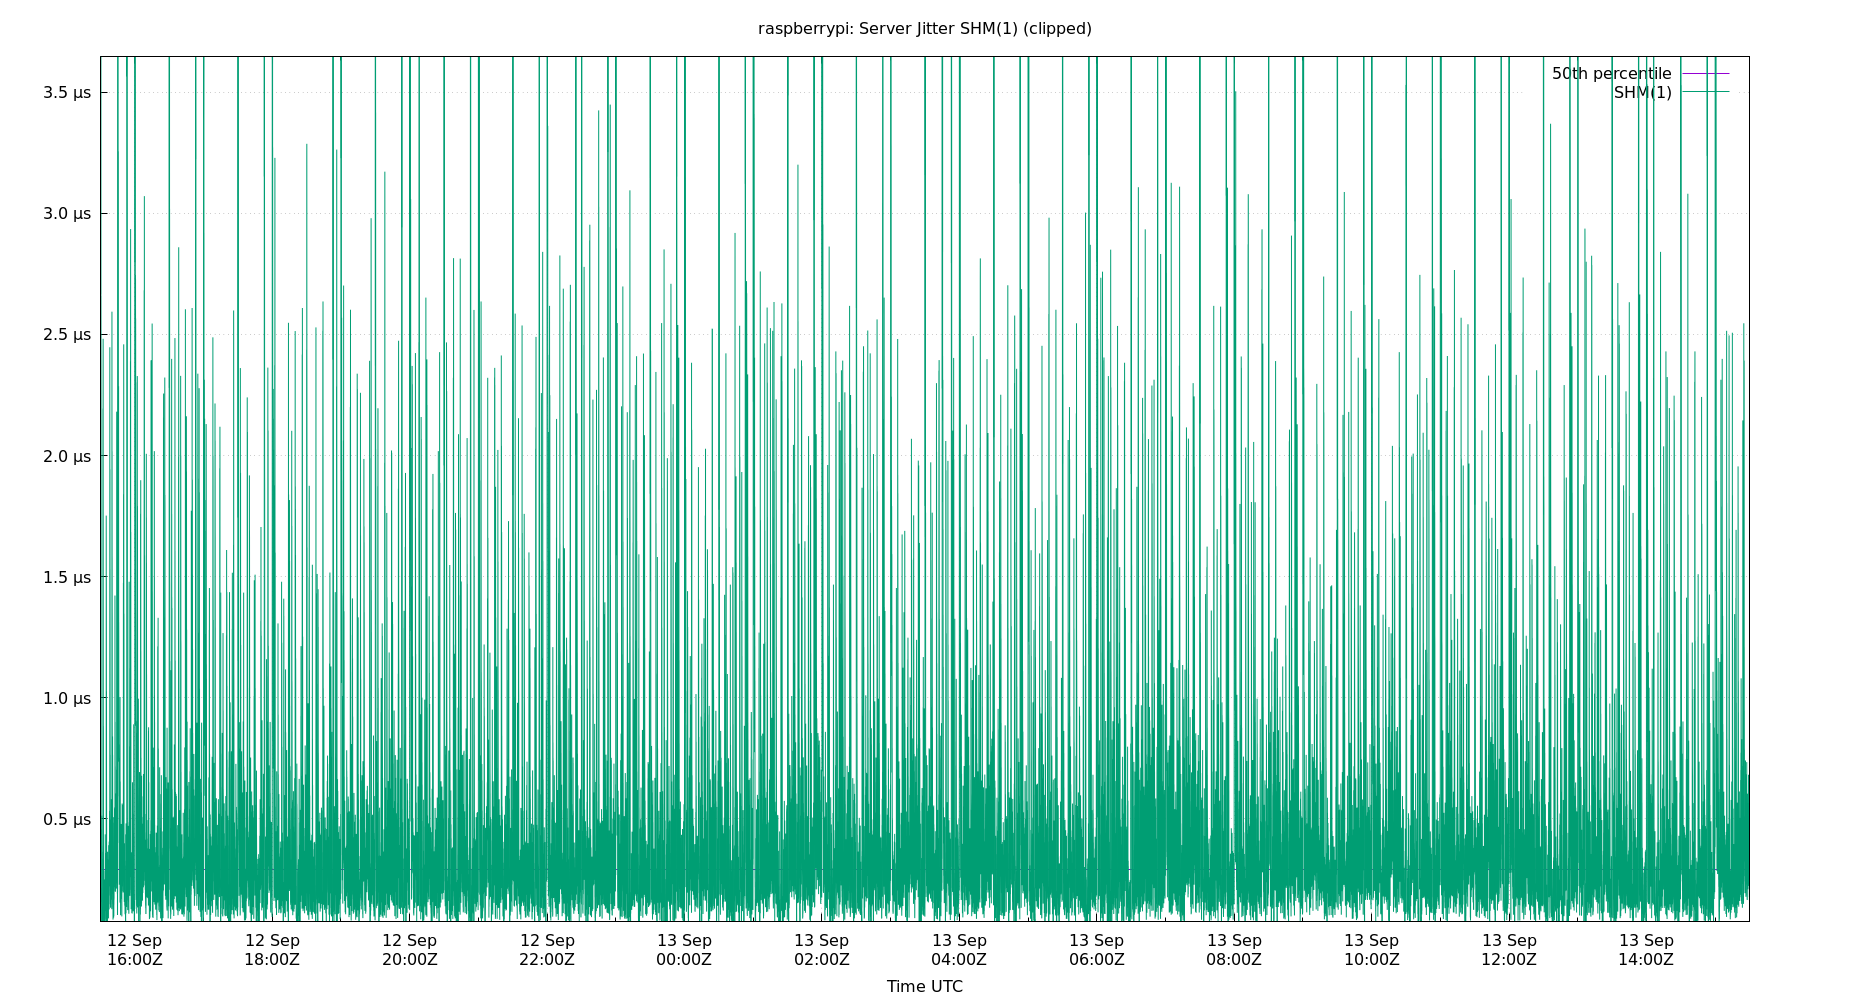 raspberrypi: Server Jitter SHM(1) (clipped)
50th percentile
SHM(1)
3.5 µs
3.0 µs
2.5 µs
2.0 µs
1.5 µs
1.0 µs
0.5 µs
12 Sep 12 Sep 12 Sep 12 Sep 13 Sep 13 Sep 13 Sep 13 Sep 13 Sep 13 Sep 13 Sep 13 Sep
16:00Z 18:00Z 20:00Z 22:00Z 00:00Z 02:00Z 04:00Z 06:00Z 08:00Z 10:00Z 12:00Z 14:00Z
Time UTC